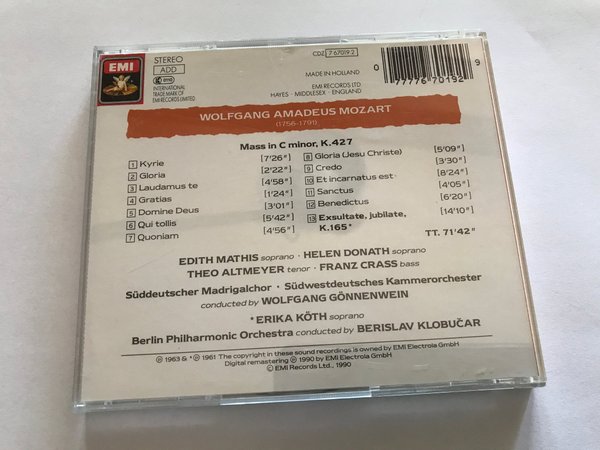 EMI
STEREO
ADD
0110
INTERNATIONAL
TRADE MARK OF
EMI RECORDS LIMITED
CDZ 7 67019 2
MADE IN HOLLAND
EMI RECORDS LTD
HAYES · MIDDLESEX · ENGLAND
0 77776 70192 9
WOLFGANG AMADEUS MOZART
(1756-1791)
Mass in C minor, K.427
1 Kyrie [7'26"]
2 Gloria [2'22"]
3 Laudamus te [4'58"]
4 Gratias [1'24"]
5 Domine Deus [3'01"]
6 Qui tollis [5'42"]
7 Quoniam [4'56"]
8 Gloria (Jesu Christe) [5'09"]
9 Credo [3'30"]
10 Et incarnatus est [8'24"]
11 Sanctus [4'05"]
12 Benedictus [6'20"]
13 Exsultate, jubilate, [14'10"]
K.165*
TT. 71'42"
EDITH MATHIS soprano · HELEN DONATH soprano
THEO ALTMEYER tenor · FRANZ CRASS bass
Süddeutscher Madrigalchor · Südwestdeutsches Kammerorchester
conducted by WOLFGANG GÖNNENWEIN
*ERIKA KÖTH soprano
Berlin Philharmonic Orchestra conducted by BERISLAV KLOBUČAR
℗ 1963 & *℗ 1961 The copyright in these sound recordings is owned by EMI Electrola GmbH
Digital remastering ℗ 1990 by EMI Electrola GmbH
© EMI Records Ltd., 1990